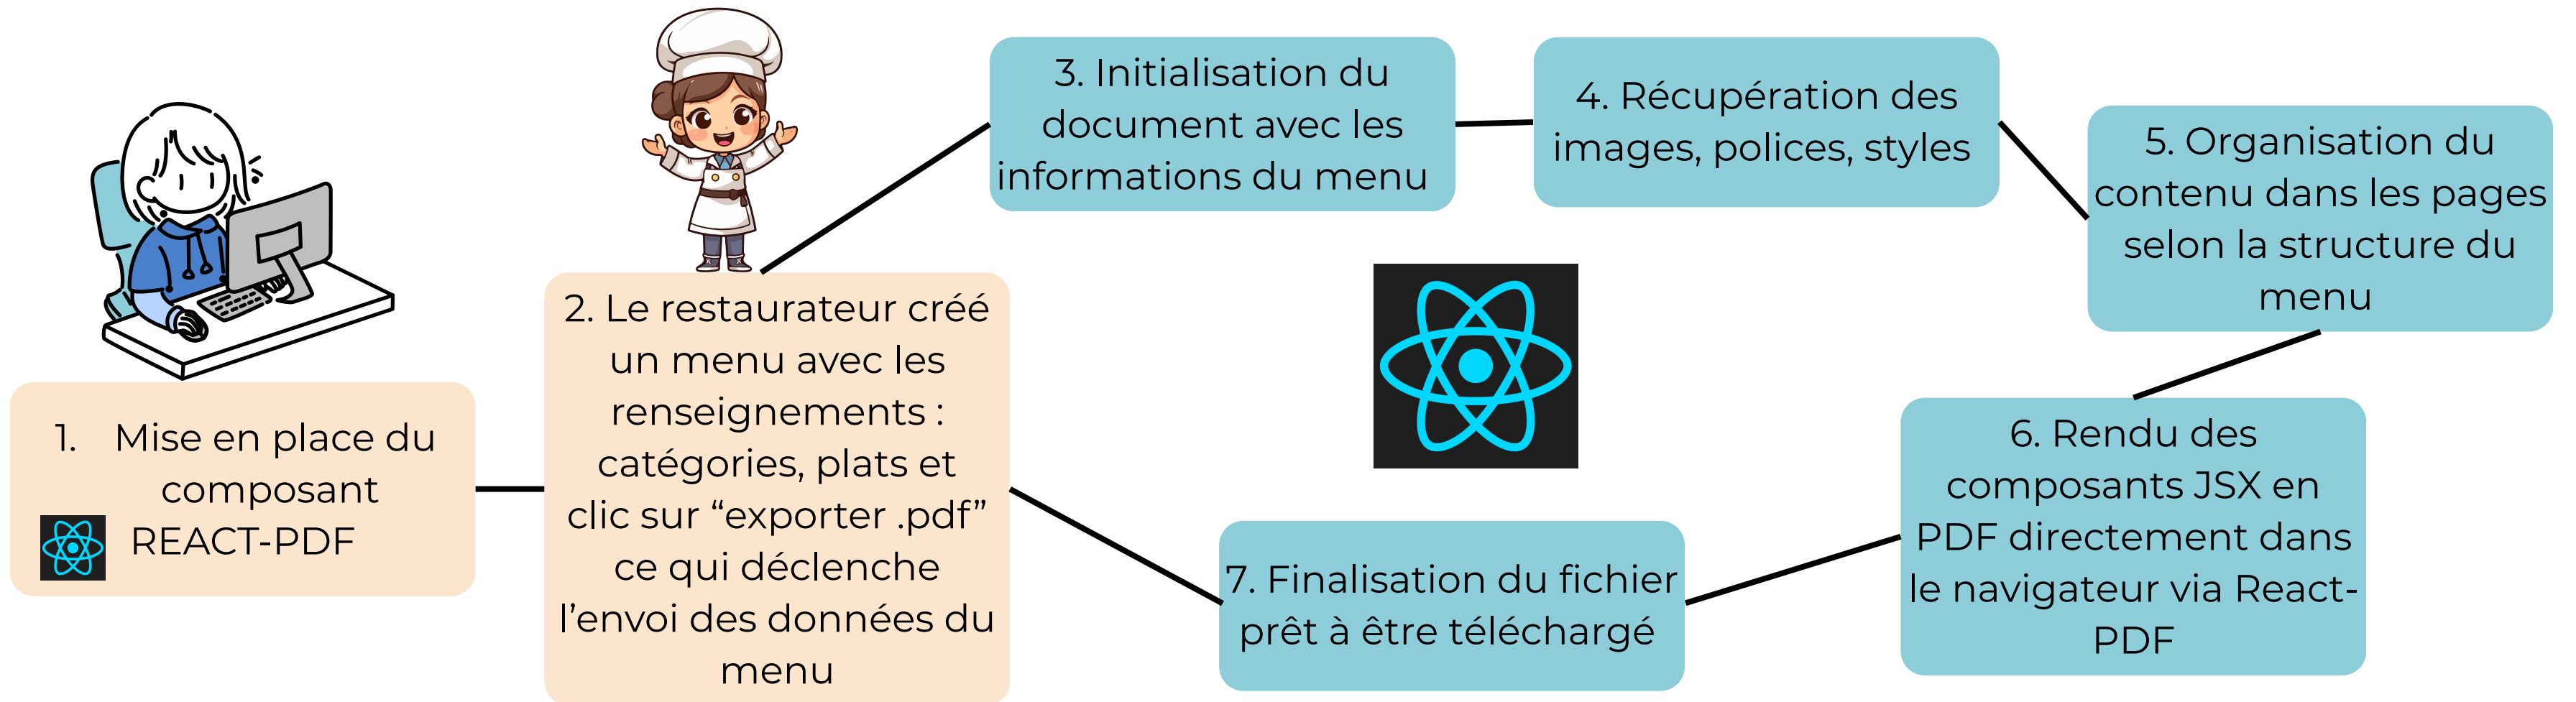 1. Mise en place du
composant
REACT-PDF
2. Le restaurateur créé
un menu avec les
renseignements :
catégories, plats et
clic sur “exporter .pdf”
ce qui déclenche
l’envoi des données du
menu
3. Initialisation du
document avec les
informations du menu
4. Récupération des
images, polices, styles
5. Organisation du
contenu dans les pages
selon la structure du
menu
6. Rendu des
composants JSX en
PDF directement dans
le navigateur via React-
PDF
7. Finalisation du fichier
prêt à être téléchargé